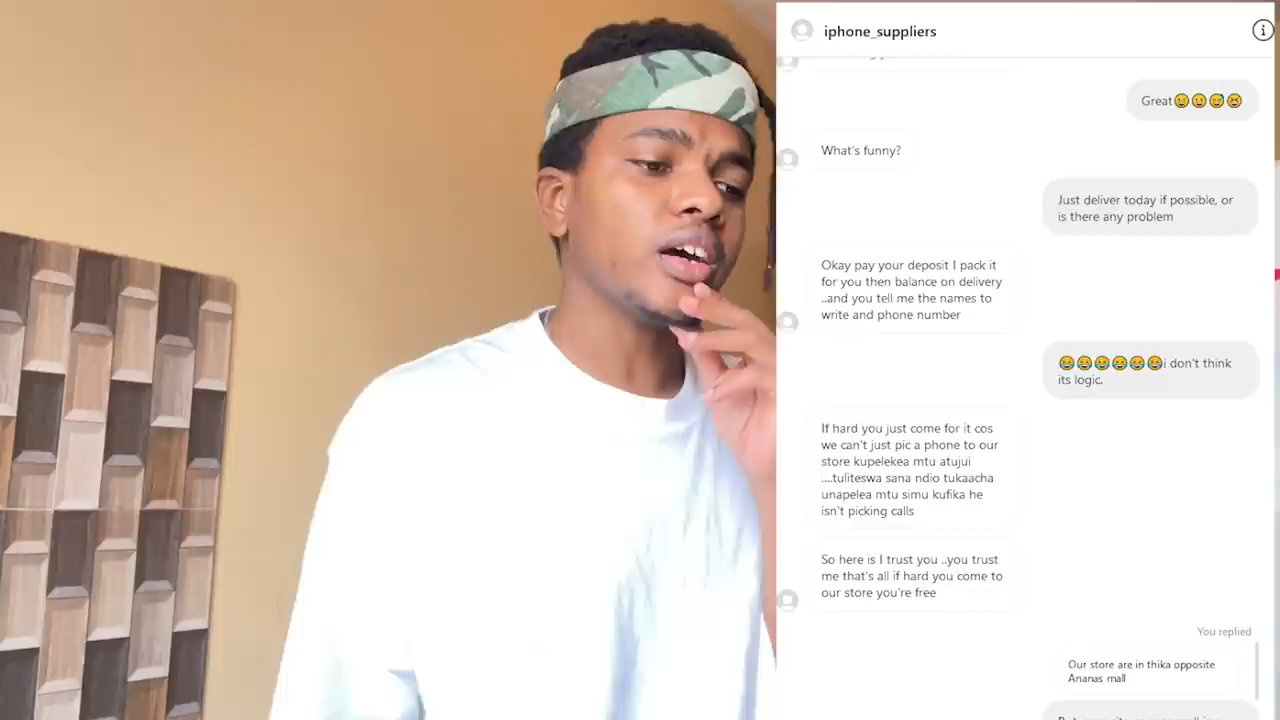 iphone_suppliers
Great😀🙂😅😆
What's funny?
Just deliver today if possible, or
is there any problem
Okay pay your deposit I pack it
for you then balance on delivery
..and you tell me the names to
write and phone number
😂😂😂😂😂😂i don't think
its logic.
If hard you just come for it cos
we can't just pic a phone to our
store kupelekea mtu atujui
....tuliteswa sana ndio tukaacha
unapelea mtu simu kufika he
isn't picking calls
So here is I trust you ..you trust
me that's all if hard you come to
our store you're free
You replied
Our store are in thika opposite
Ananas mall